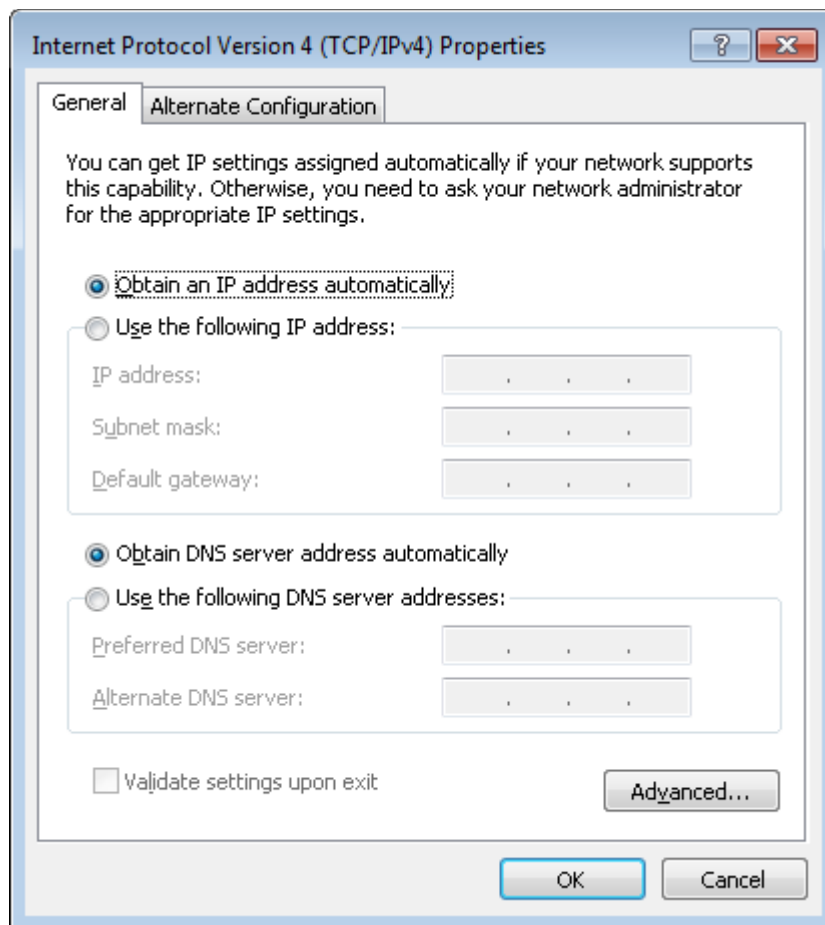 Internet Protocol Version 4 (TCP/IPv4) Properties
?
General
Alternate Configuration
You can get IP settings assigned automatically if your network supports
this capability. Otherwise, you need to ask your network administrator
for the appropriate IP settings.
Obtain an IP address automatically
Use the following IP address:
IP address:
Subnet mask:
Default gateway:
Obtain DNS server address automatically
Use the following DNS server addresses:
Preferred DNS server:
Alternate DNS server:
Validate settings upon exit
Advanced...
OK
Cancel